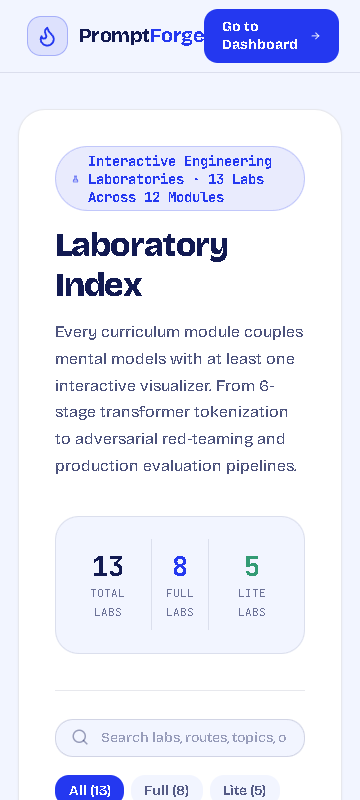 PromptForge
Go to
Dashboard
Interactive Engineering
Laboratories · 13 Labs
Across 12 Modules
Laboratory
Index
Every curriculum module couples
mental models with at least one
interactive visualizer. From 6-
stage transformer tokenization
to adversarial red-teaming and
production evaluation pipelines.
13
TOTAL
LABS
8
FULL
LABS
5
LITE
LABS
Search labs, routes, topics, o
All (13)
Full (8)
Lite (5)